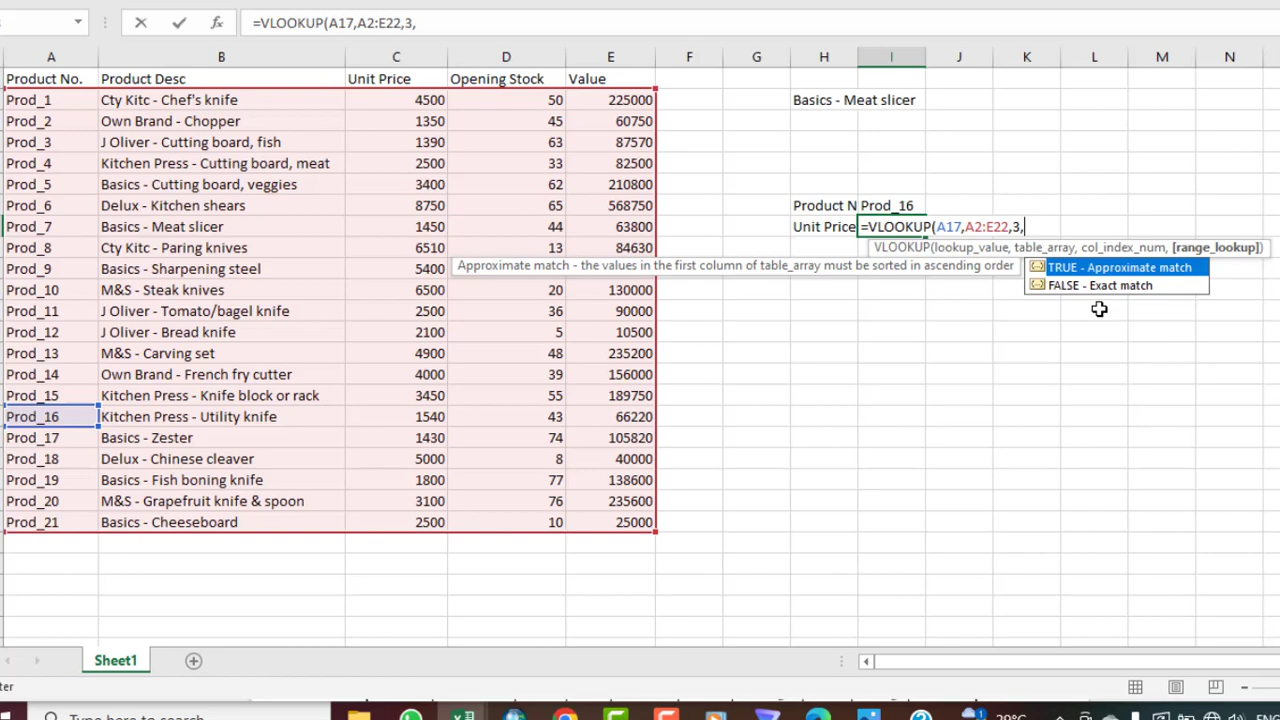 =VLOOKUP(A17,A2:E22,3,
A B C D E F G H I J K L M N
Product No. Product Desc Unit Price Opening Stock Value
Prod_1 Cty Kitc - Chef's knife 4500 50 225000 Basics - Meat slicer
Prod_2 Own Brand - Chopper 1350 45 60750
Prod_3 J Oliver - Cutting board, fish 1390 63 87570
Prod_4 Kitchen Press - Cutting board, meat 2500 33 82500
Prod_5 Basics - Cutting board, veggies 3400 62 210800
Prod_6 Delux - Kitchen shears 8750 65 568750 Product N Prod_16
Prod_7 Basics - Meat slicer 1450 44 63800 Unit Price =VLOOKUP(A17,A2:E22,3,
Prod_8 Cty Kitc - Paring knives 6510 13 84630 VLOOKUP(lookup_value, table_array, col_index_num, [range_lookup])
Prod_9 Basics - Sharpening steel 5400 Approximate match - the values in the first column of table_array must be sorted in ascending order TRUE - Approximate match
Prod_10 M&S - Steak knives 6500 20 130000 FALSE - Exact match
Prod_11 J Oliver - Tomato/bagel knife 2500 36 90000
Prod_12 J Oliver - Bread knife 2100 5 10500
Prod_13 M&S - Carving set 4900 48 235200
Prod_14 Own Brand - French fry cutter 4000 39 156000
Prod_15 Kitchen Press - Knife block or rack 3450 55 189750
Prod_16 Kitchen Press - Utility knife 1540 43 66220
Prod_17 Basics - Zester 1430 74 105820
Prod_18 Delux - Chinese cleaver 5000 8 40000
Prod_19 Basics - Fish boning knife 1800 77 138600
Prod_20 M&S - Grapefruit knife & spoon 3100 76 235600
Prod_21 Basics - Cheeseboard 2500 10 25000
Sheet1
ter
Type here to search